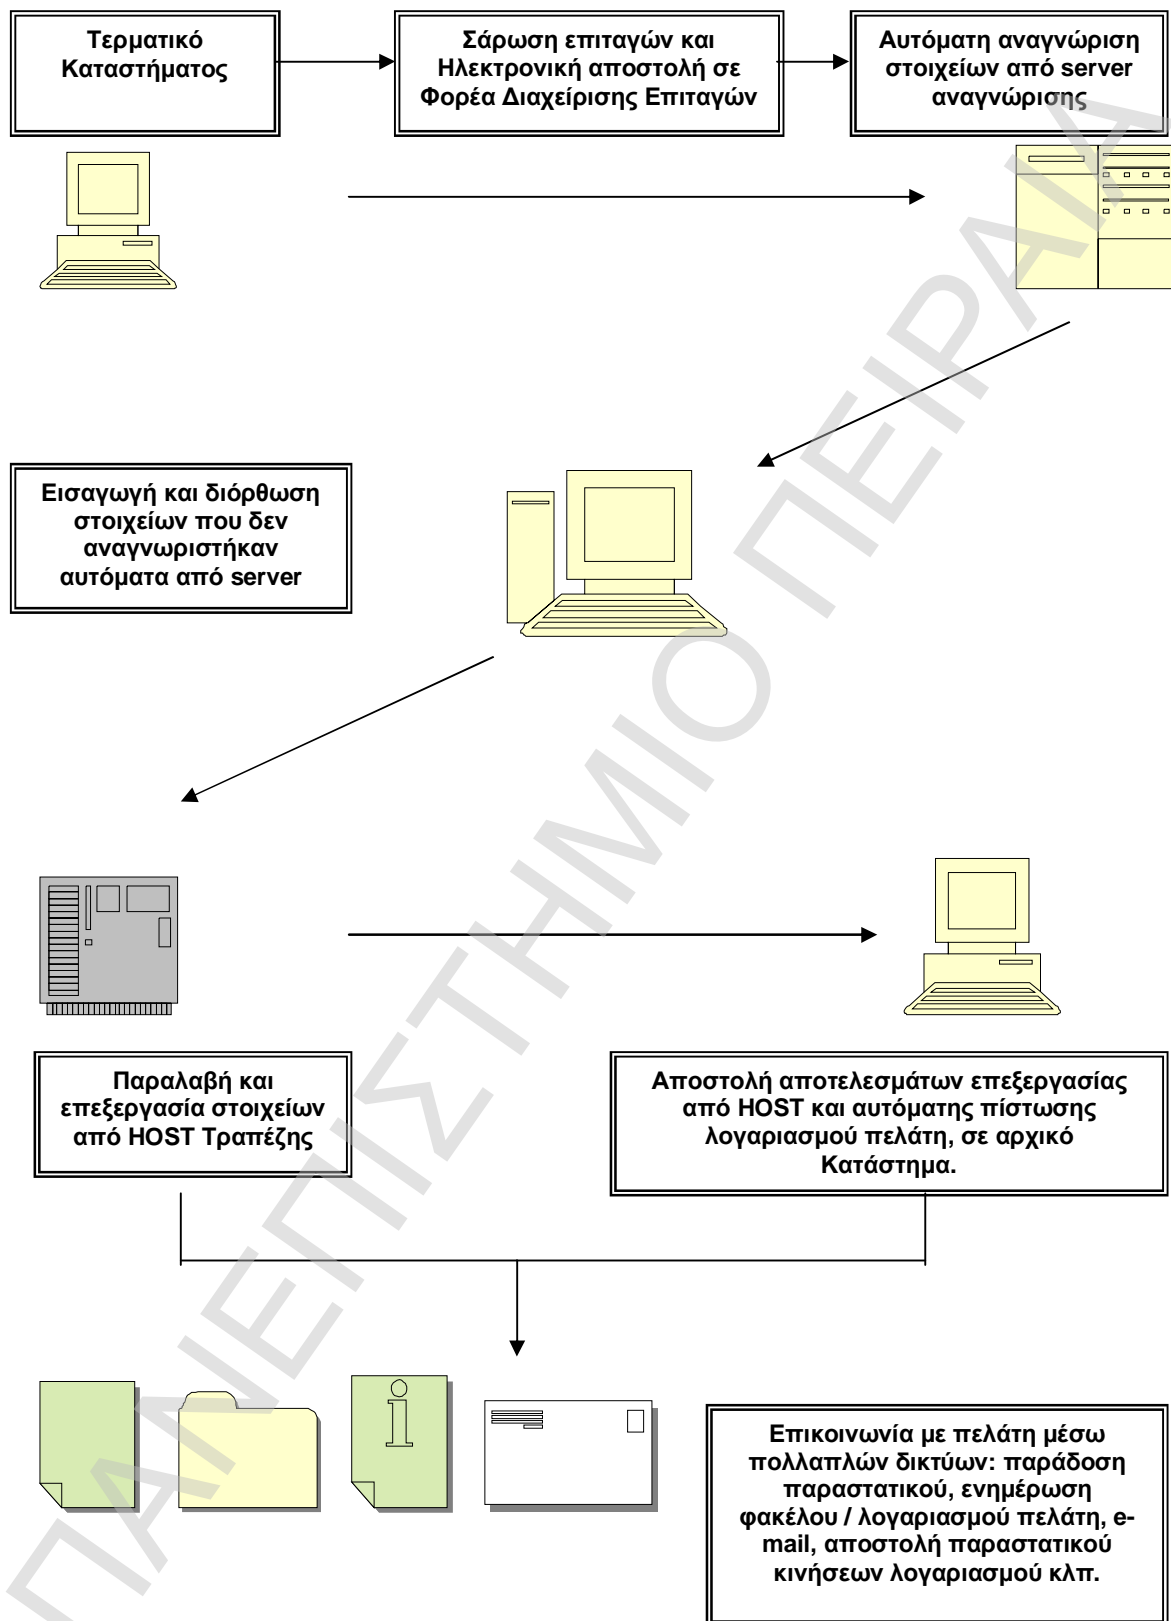 Τερματικό
Καταστήματος
Σάρωση επιταγών και
Ηλεκτρονική αποστολή σε
Φορέα Διαχείρισης Επιταγών
Αυτόματη αναγνώριση
στοιχείων από server
αναγνώρισης
Εισαγωγή και διόρθωση
στοιχείων που δεν
αναγνωριστήκαν
αυτόματα από server
Παραλαβή και
επεξεργασία στοιχείων
από HOST Τραπέζης
Αποστολή αποτελεσμάτων επεξεργασίας
από HOST και αυτόματης πίστωσης
λογαριασμού πελάτη, σε αρχικό
Κατάστημα.
Επικοινωνία με πελάτη μέσω
πολλαπλών δικτύων: παράδοση
παραστατικού, ενημέρωση
φακέλου / λογαριασμού πελάτη, e-
mail, αποστολή παραστατικού
κινήσεων λογαριασμού κλπ.
ΠΑΝΕΠΙΣΤΗΜΙΟ ΠΕΙΡΑΙΑ